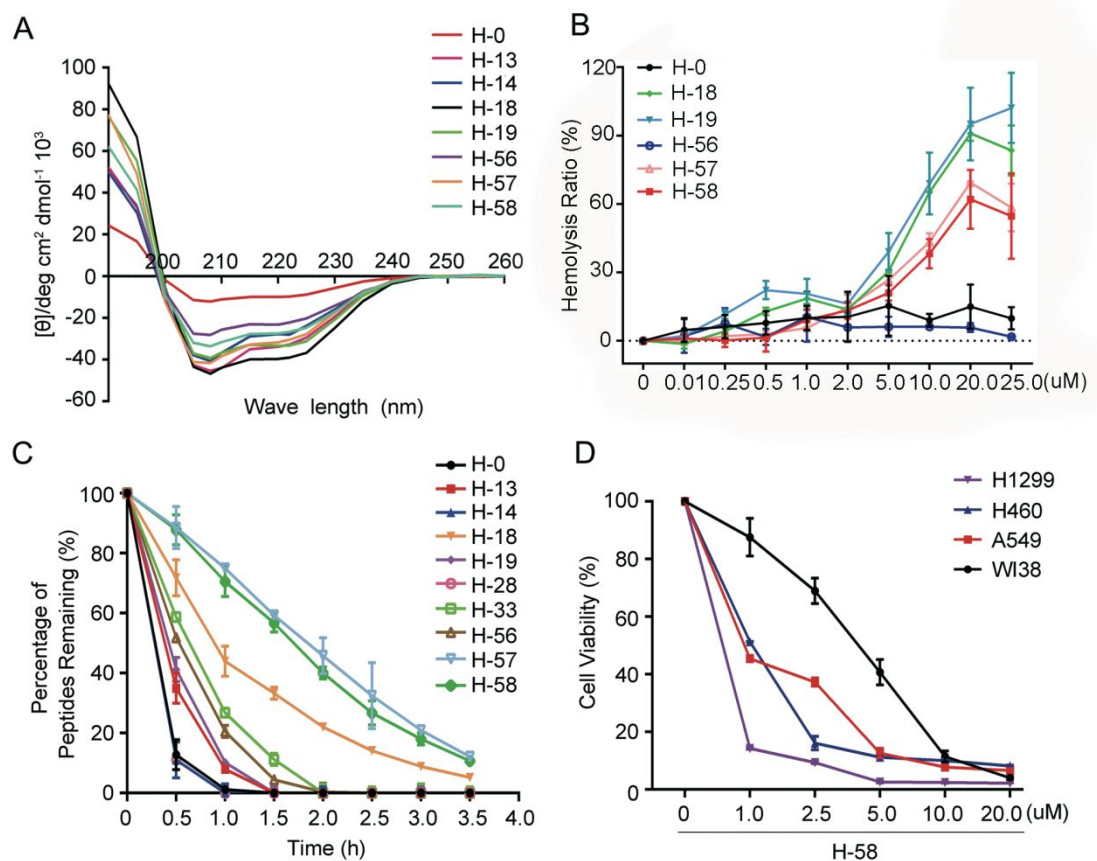 A
H-0
H-13
H-14
H-18
H-19
H-56
H-57
H-58
100
80
60
40
20
0
-20
-40
-60
200 210 220 230 240 250 260
[θ]/deg cm² dmol⁻¹ 10³
Wave length (nm)
B
H-0
H-18
H-19
H-56
H-57
H-58
120
90
60
30
0
Hemolysis Ratio (%)
0 0.01 0.25 0.5 1.0 2.0 5.0 10.0 20.0 25.0 (uM)
C
H-0
H-13
H-14
H-18
H-19
H-28
H-33
H-56
H-57
H-58
100
80
60
40
20
0
Percentage of
Peptides Remaining (%)
0.0 0.5 1.0 1.5 2.0 2.5 3.0 3.5 4.0
Time (h)
D
H1299
H460
A549
WI38
100
80
60
40
20
0
Cell Viability (%)
0 1.0 2.5 5.0 10.0 20.0 (uM)
H-58